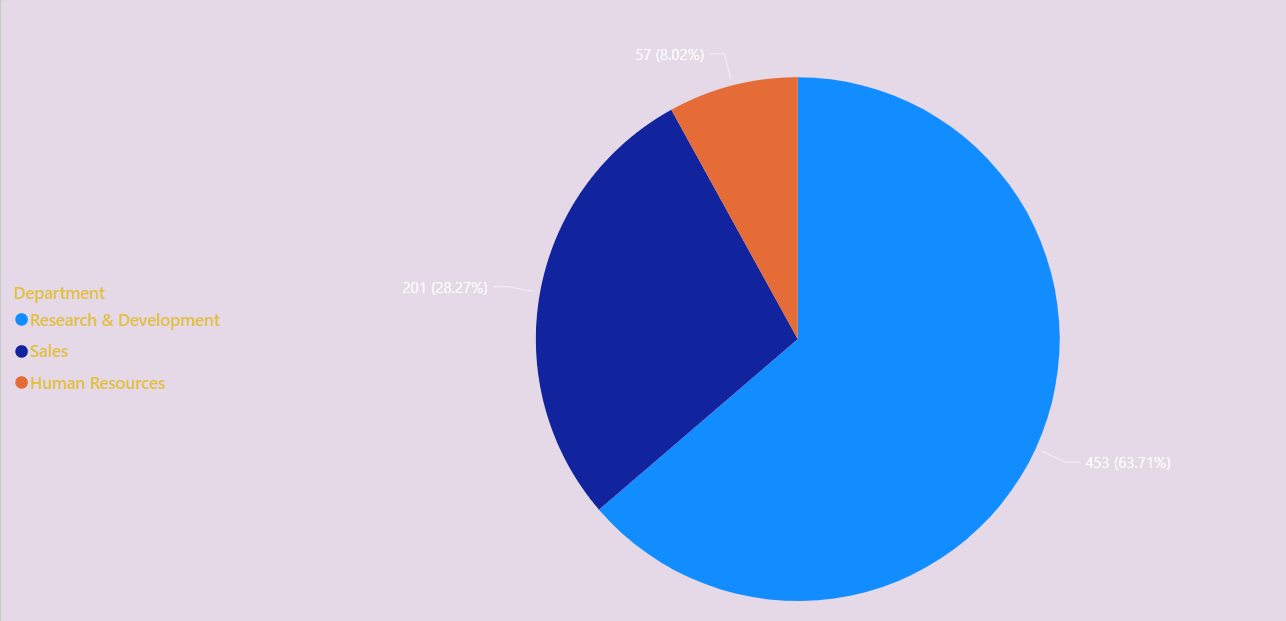 57 (8.02%)
201 (28.27%)
Department
Research & Development
Sales
Human Resources
453 (63.71%)